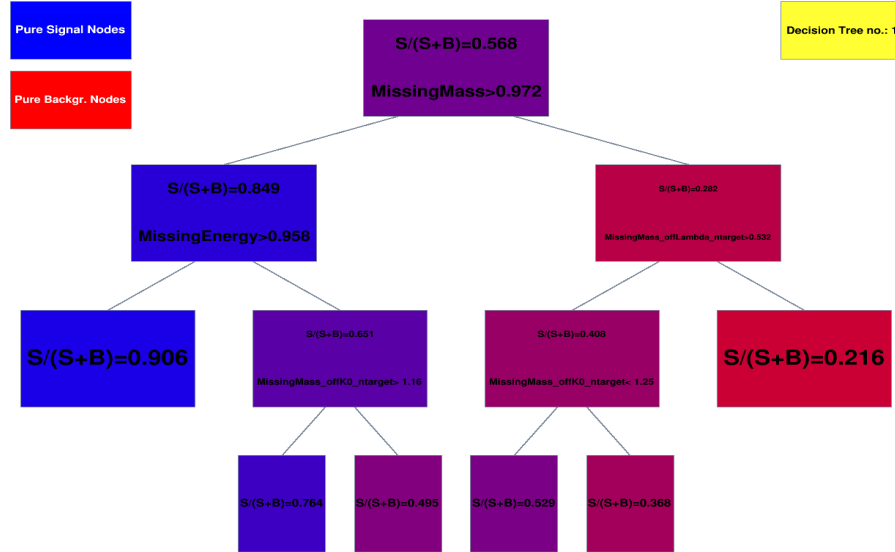 Pure Signal Nodes
Pure Backgr. Nodes
Decision Tree no.: 1
S/(S+B)=0.568
MissingMass>0.972
S/(S+B)=0.849
MissingEnergy>0.958
S/(S+B)=0.282
MissingMass_offLambda_ntarget>0.532
S/(S+B)=0.906
S/(S+B)=0.651
MissingMass_offK0_ntarget> 1.16
S/(S+B)=0.408
MissingMass_offK0_ntarget< 1.25
S/(S+B)=0.216
S/(S+B)=0.764
S/(S+B)=0.495
S/(S+B)=0.529
S/(S+B)=0.368